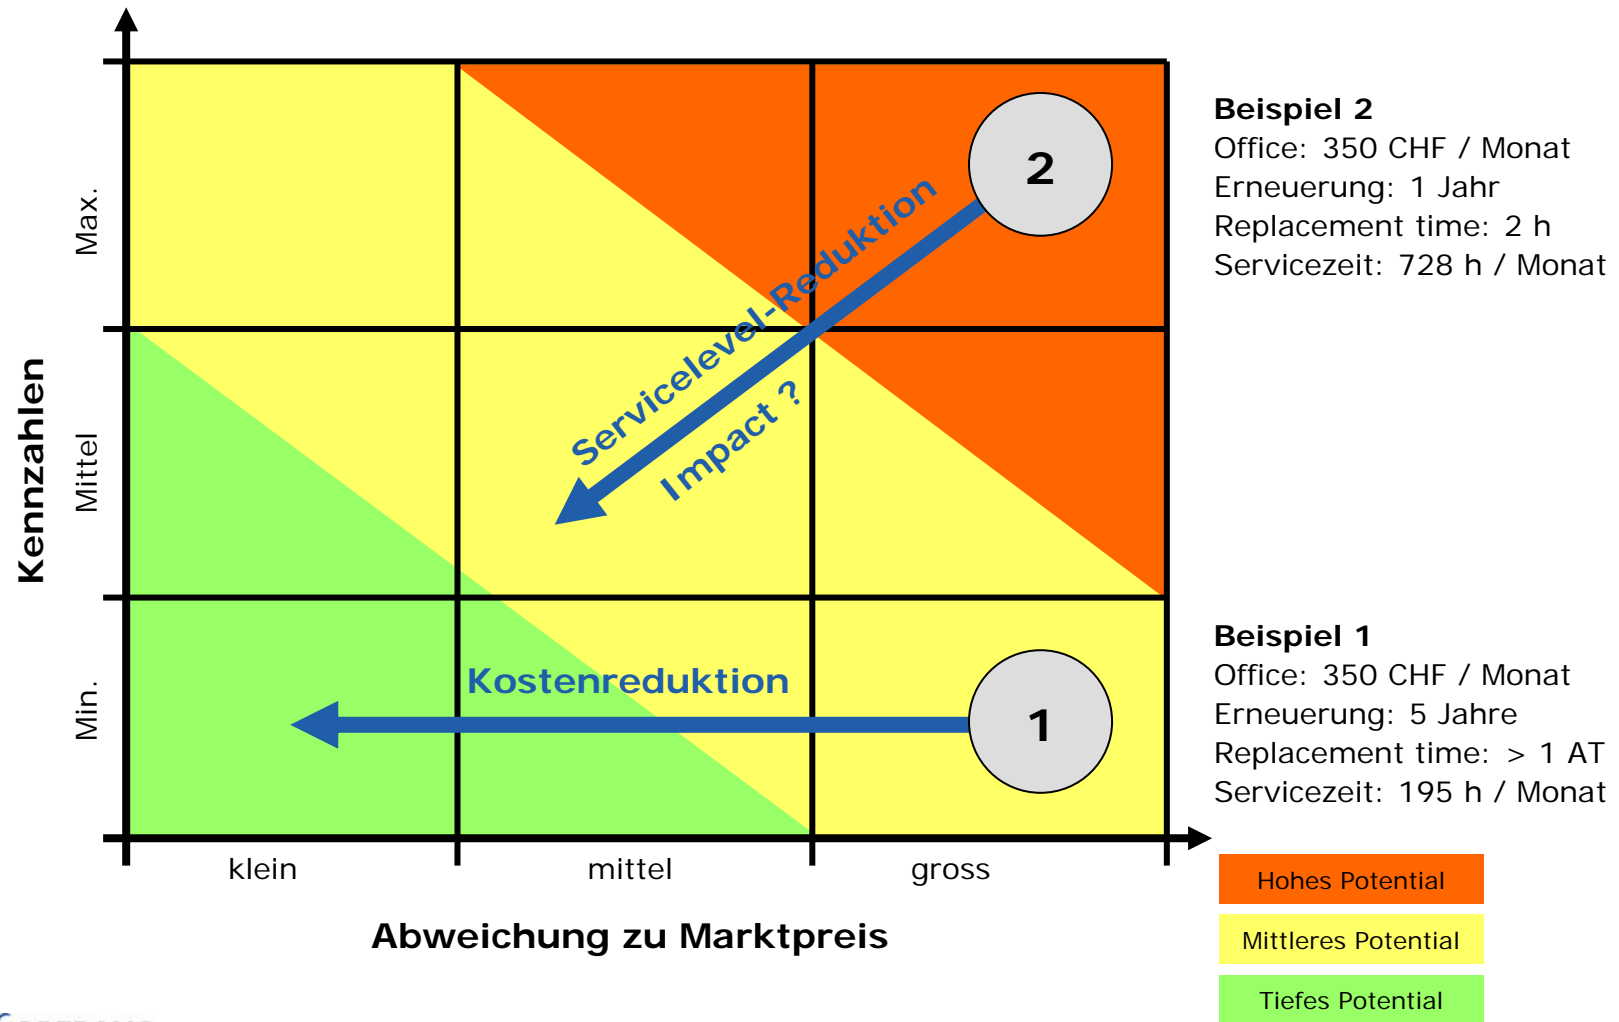 Kennzahlen
Max.
Mittel
Min.
2
Servicelevel-Reduktion
Impact ?
Kostenreduktion
1
klein
mittel
gross
Abweichung zu Marktpreis
Beispiel 2
Office: 350 CHF / Monat
Erneuerung: 1 Jahr
Replacement time: 2 h
Servicezeit: 728 h / Monat
Beispiel 1
Office: 350 CHF / Monat
Erneuerung: 5 Jahre
Replacement time: > 1 AT
Servicezeit: 195 h / Monat
Hohes Potential
Mittleres Potential
Tiefes Potential